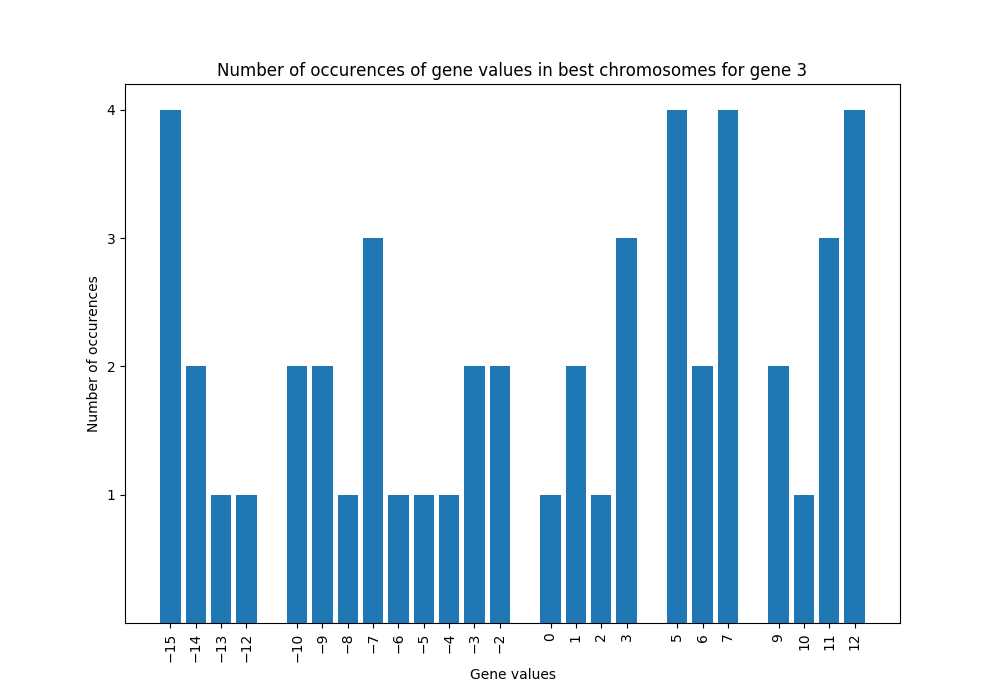 Number of occurences of gene values in best chromosomes for gene 3
Number of occurences
4
3
2
1
−15 −14 −13 −12 −10 −9 −8 −7 −6 −5 −4 −3 −2 0 1 2 3 5 6 7 9 10 11 12
Gene values